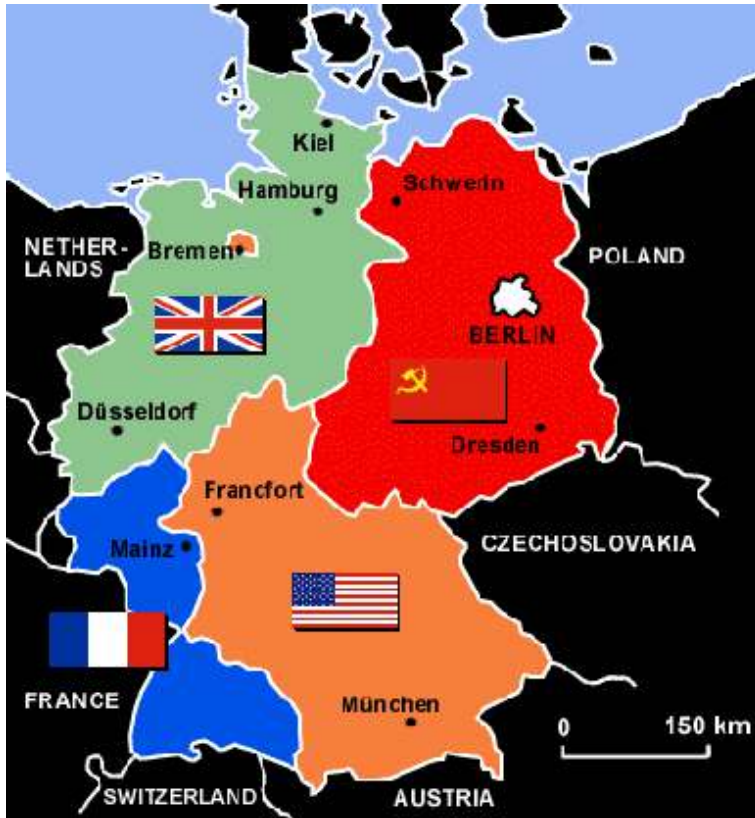 Kiel
Hamburg
Schwerin
NETHER-
LANDS
Bremen
POLAND
BERLIN
Düsseldorf
Dresden
Francfort
Mainz
CZECHOSLOVAKIA
FRANCE
München
0 150 km
SWITZERLAND
AUSTRIA